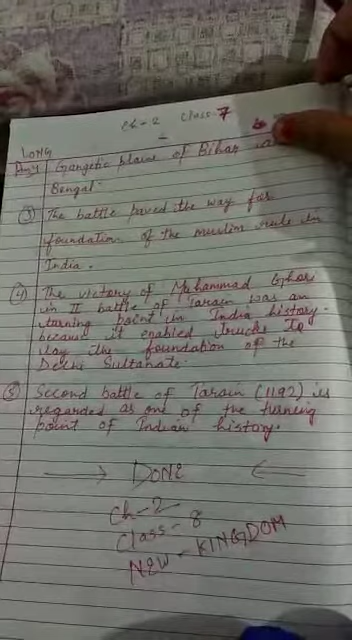 Ch-2 Class-7
LONG
Gangetic plains of Bihar
Bengal.
③ The battle paved the way for
foundation of the muslim rule in
India.
④ The victory of Muhammad Ghori
in II battle of Tarain was an
turning point in India history.
because it enabled Trucks To
lay the foundation of the
Delhi Sultanate.
⑤ Second battle of Tarain (1192) is
regarded as one of the turning
point of Indian history.
DONE
Ch-2
Class-8
NEW-KINGDOM